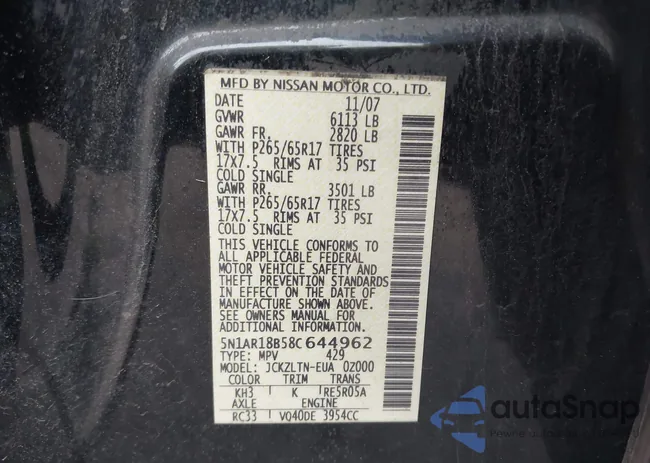 MFD BY NISSAN MOTOR CO., LTD.
DATE 11/07
GVWR 6113 LB
GAWR FR. 2820 LB
WITH P265/65R17 TIRES
17X7.5 RIMS AT 35 PSI
COLD SINGLE
GAWR RR. 3501 LB
WITH P265/65R17 TIRES
17X7.5 RIMS AT 35 PSI
COLD SINGLE
THIS VEHICLE CONFORMS TO
ALL APPLICABLE FEDERAL
MOTOR VEHICLE SAFETY AND
THEFT PREVENTION STANDARDS
IN EFFECT ON THE DATE OF
MANUFACTURE SHOWN ABOVE.
SEE OWNERS MANUAL FOR
ADDITIONAL INFORMATION.
5N1AR18B58C644962
TYPE: MPV 429
MODEL: JCKZLTN-EUA 0Z000
COLOR TRIM TRANS
KH3 K RE5R05A
AXLE ENGINE
RC33 VQ40DE 3954CC
autoSnap